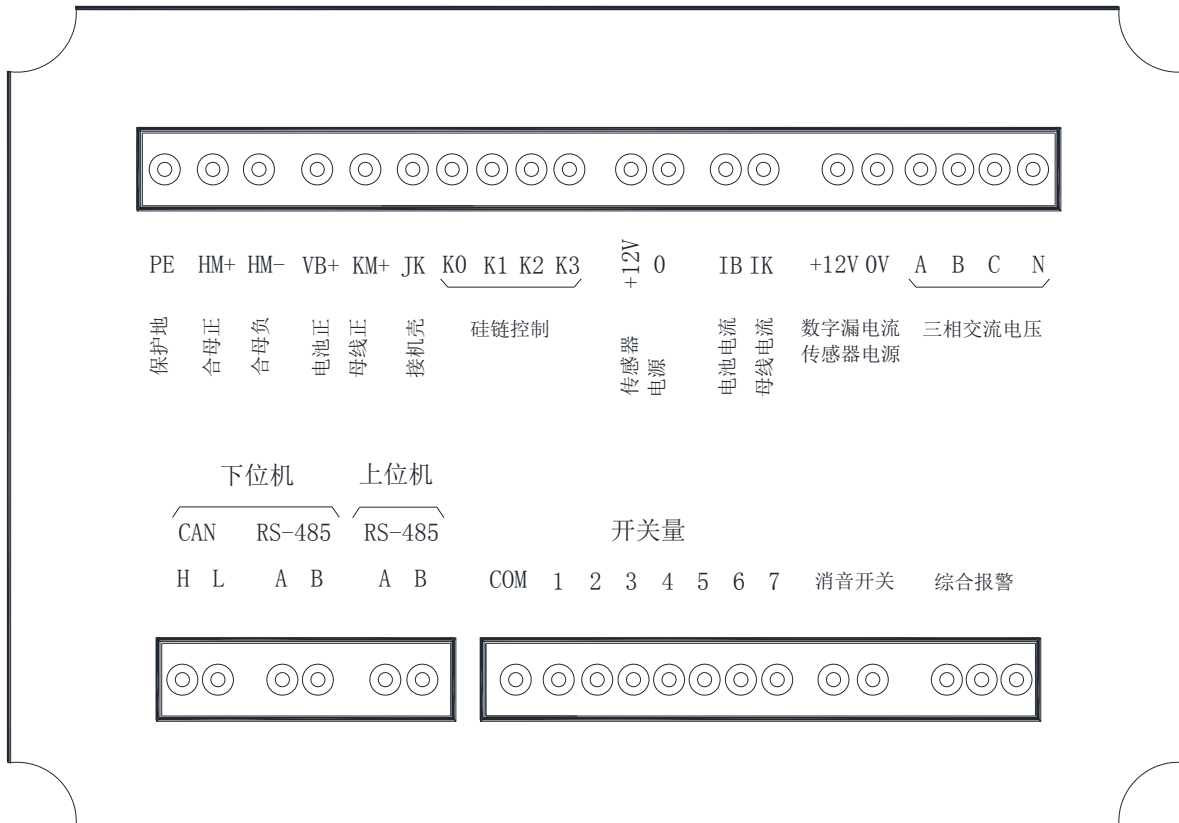 PE HM+ HM- VB+ KM+ JK K0 K1 K2 K3 +12V 0 IB IK +12V 0V A B C N
保护地 合母正 合母负 电池正 母线正 接机壳 硅链控制 传感器电源 电池电流 母线电流 数字漏电流 三相交流电压
传感器电源
下位机 上位机
CAN RS-485 RS-485 开关量
H L A B A B COM 1 2 3 4 5 6 7 消音开关 综合报警